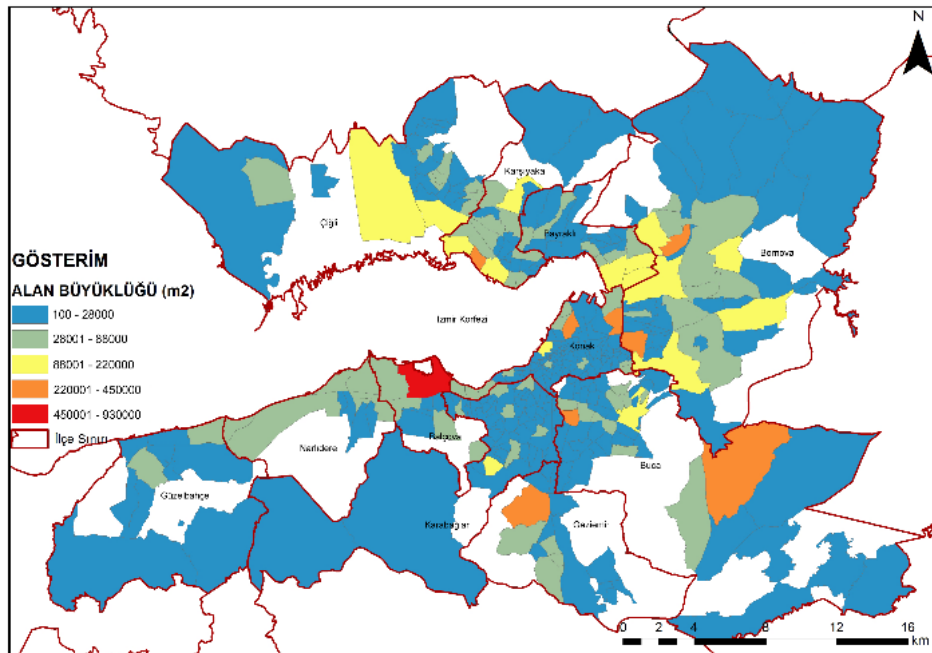 N
Karşıyaka
Çiğli
Bayraklı
Bornova
GÖSTERİM
ALAN BÜYÜKLÜĞÜ (m2)
100 - 28000
28001 - 88000
88001 - 220000
220001 - 450000
450001 - 930000
İlçe Sınırı
İzmir Körfezi
Konak
Narlıdere
Balçova
Buca
Güzelbahçe
Karabağlar
Gaziemir
0 2 4 8 12 16
km